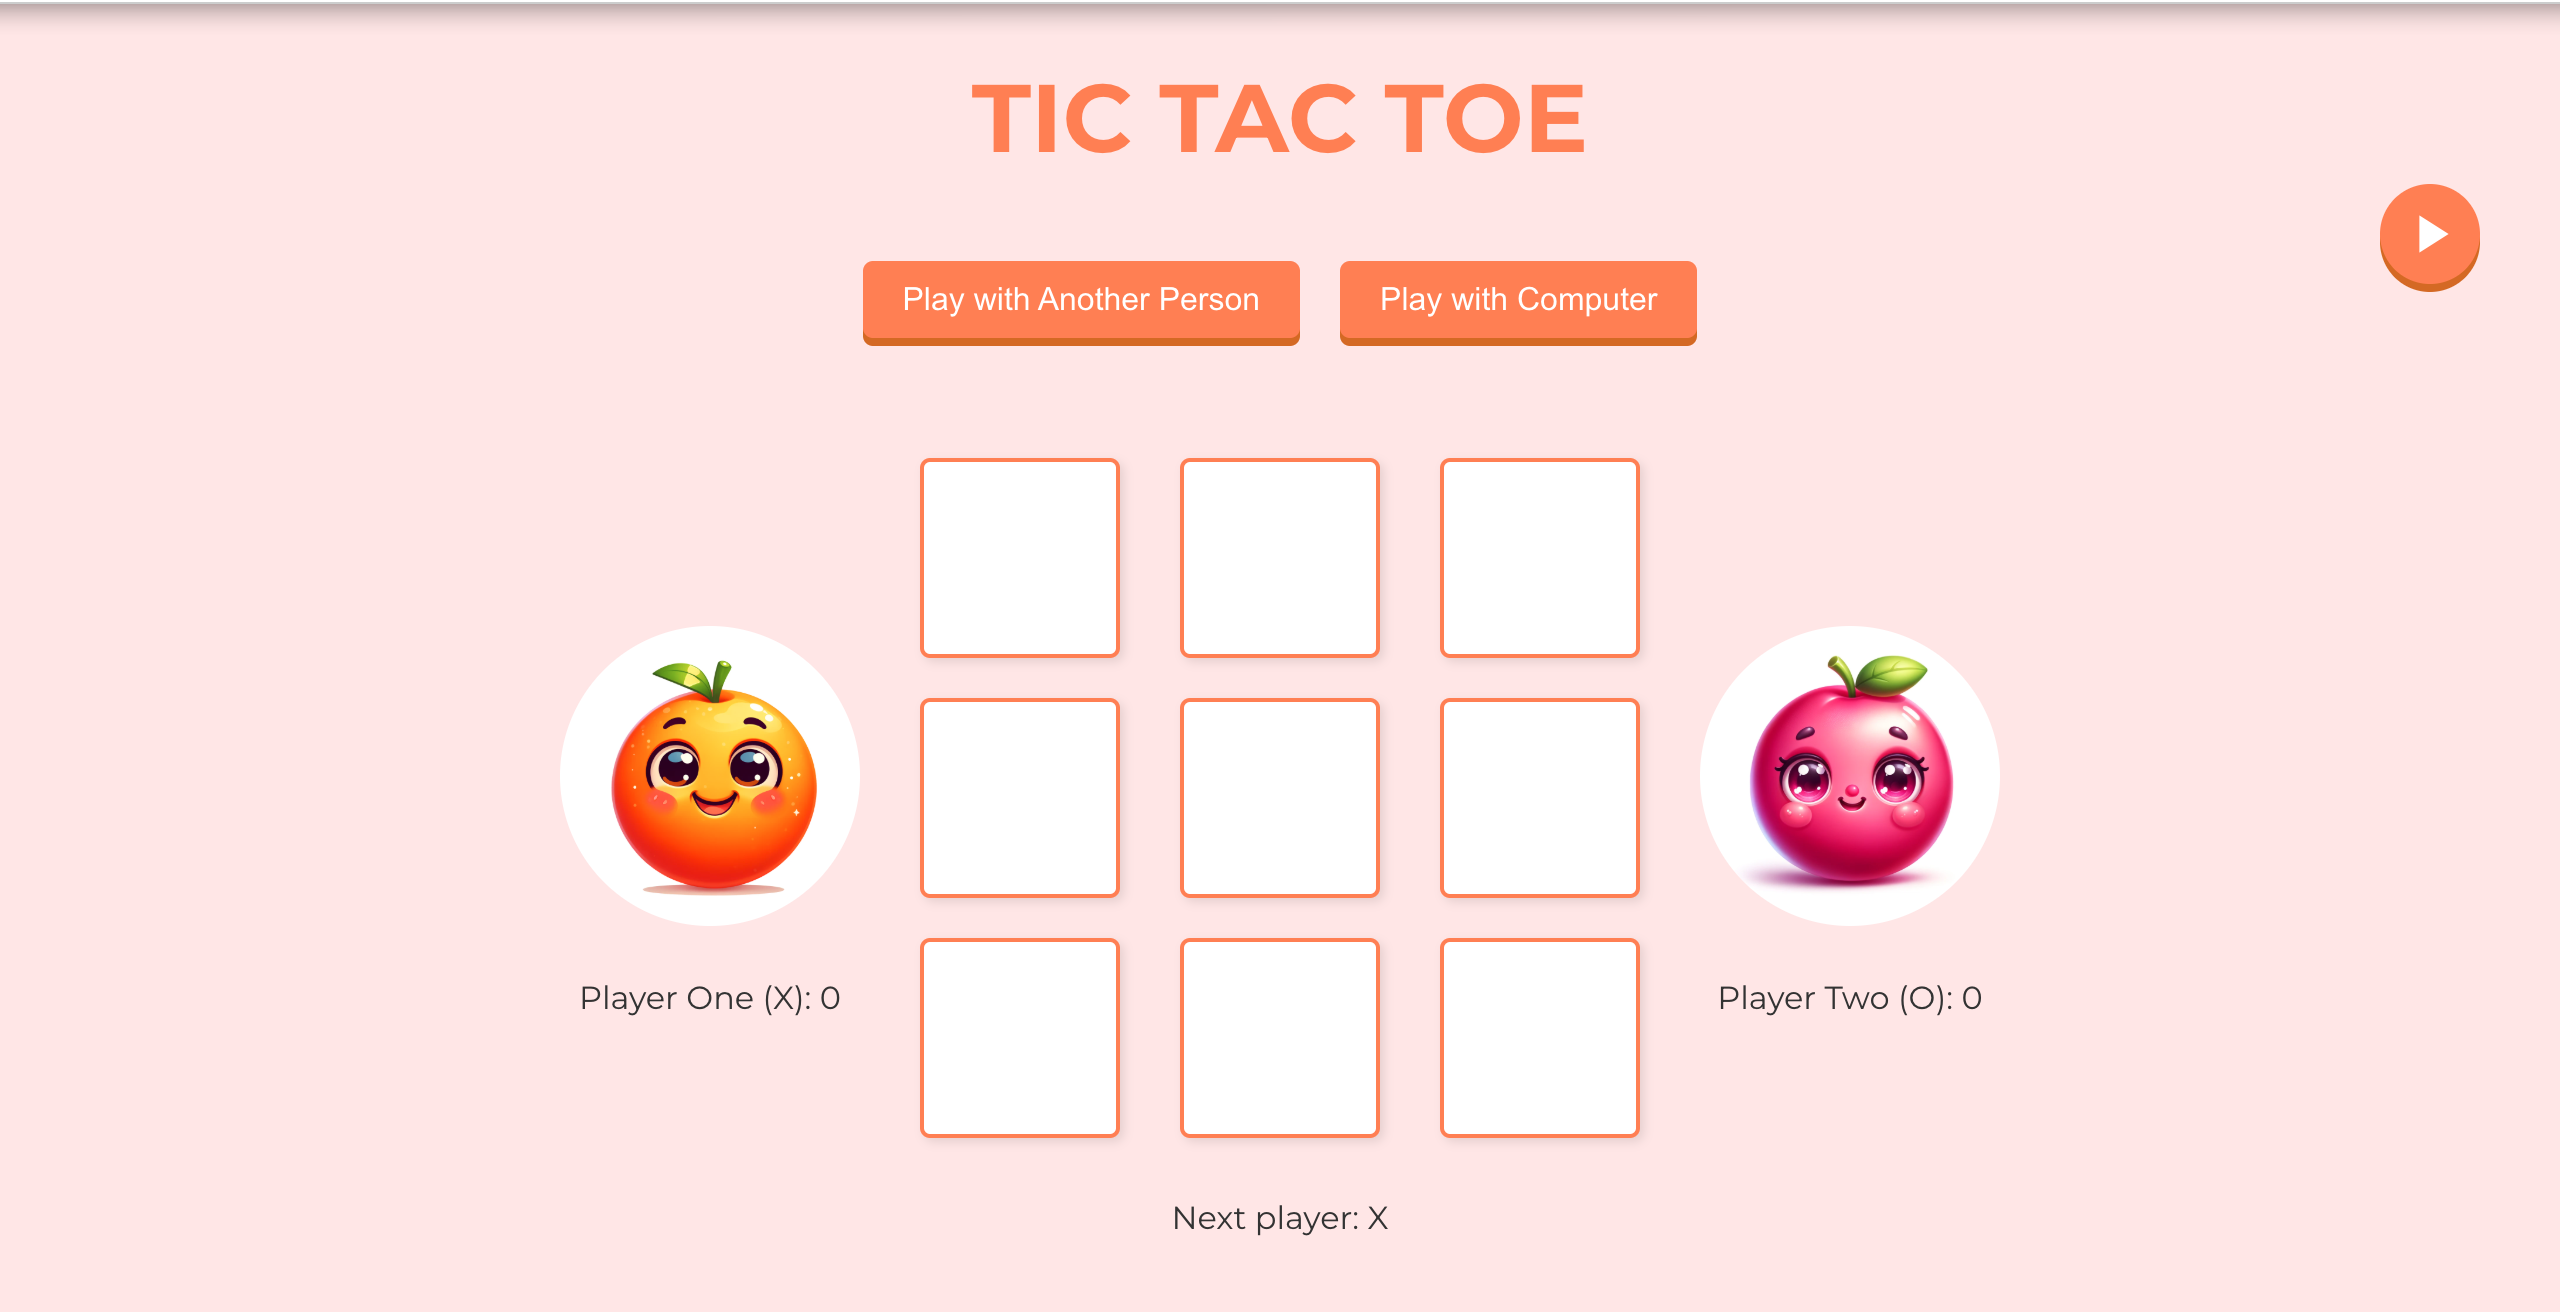 TIC TAC TOE
Play with Another Person
Play with Computer
Player One (X): 0
Player Two (O): 0
Next player: X